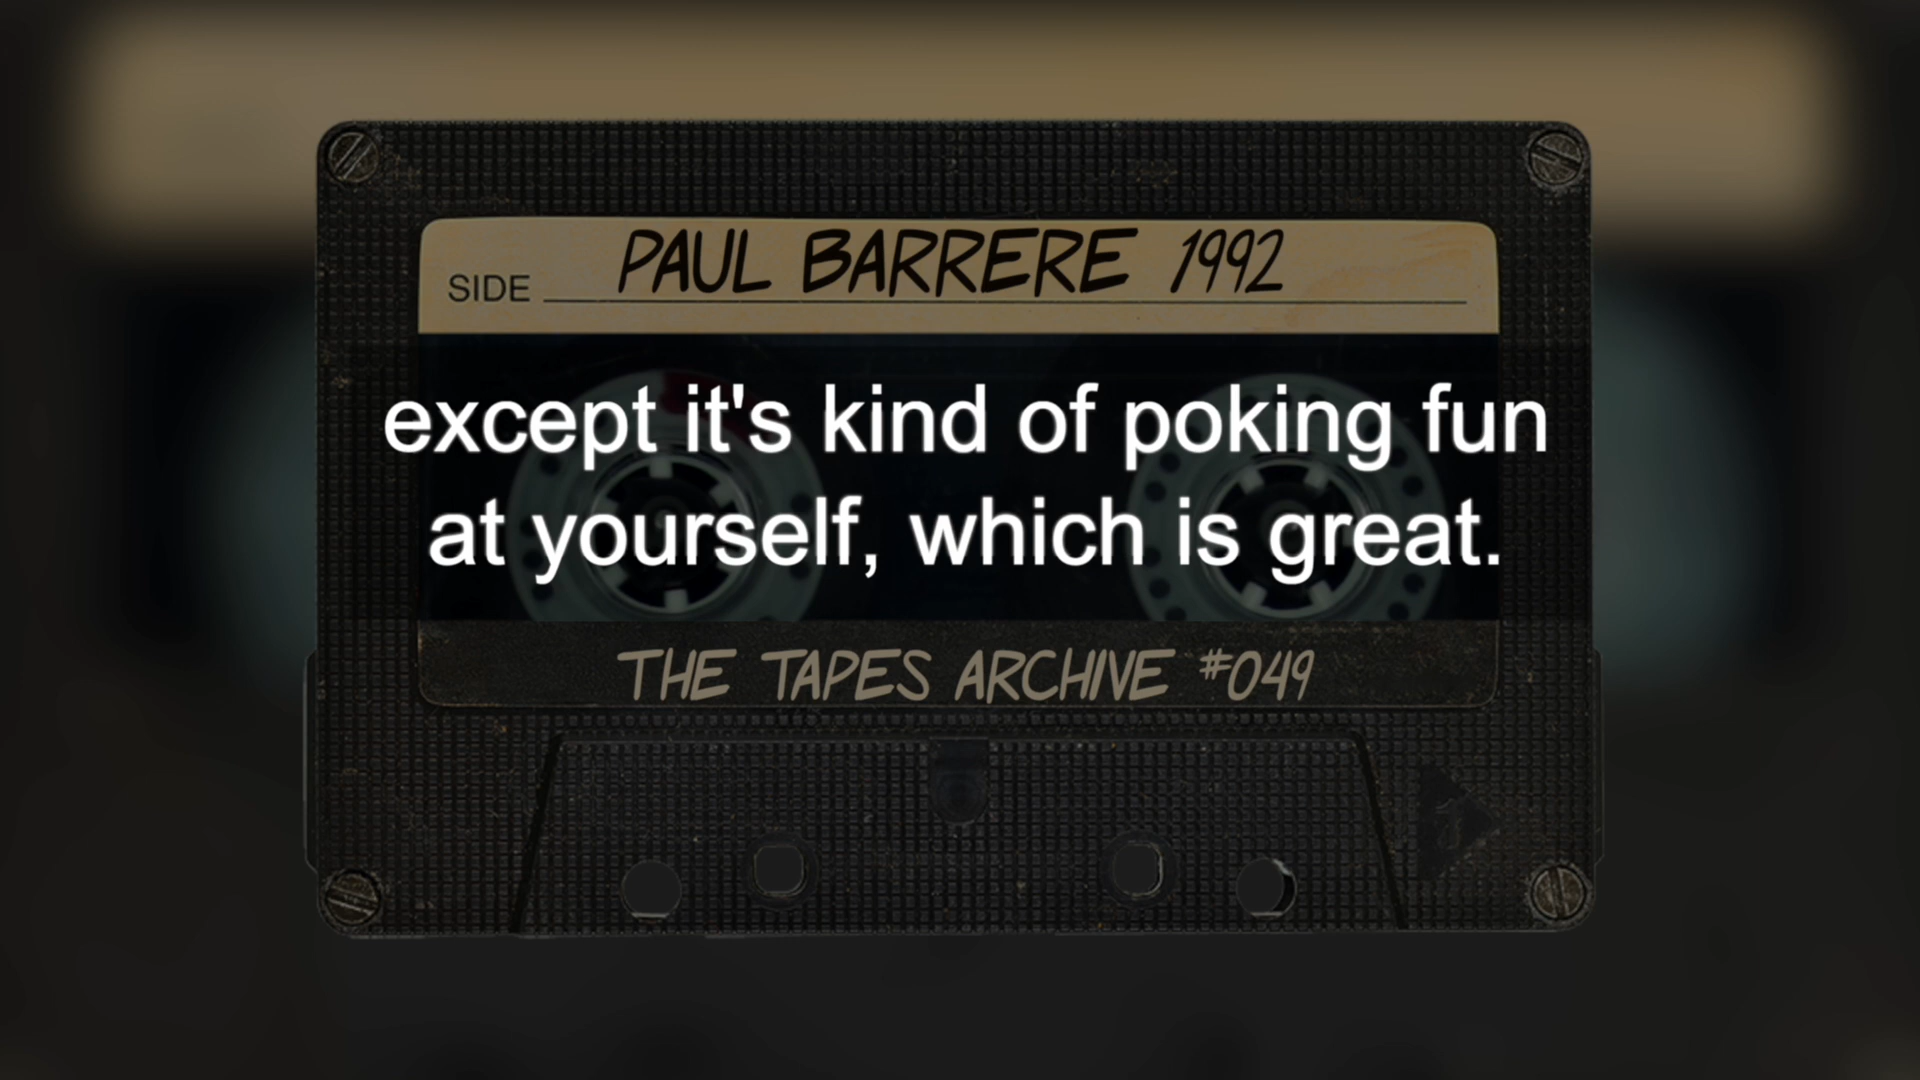 PAUL BARRERE 1992
SIDE
except it's kind of poking fun
at yourself, which is great.
THE TAPES ARCHIVE #049